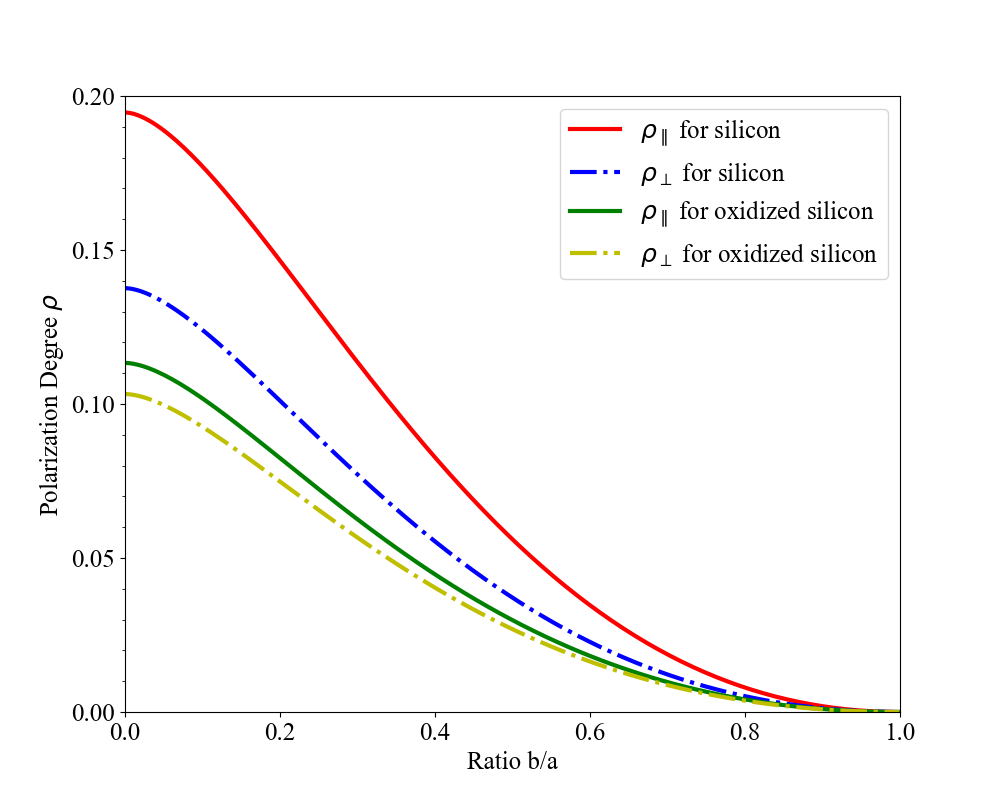 0.20
0.15
0.10
0.05
0.00
Polarization Degree ρ
ρ∥ for silicon
ρ⊥ for silicon
ρ∥ for oxidized silicon
ρ⊥ for oxidized silicon
0.0 0.2 0.4 0.6 0.8 1.0
Ratio b/a